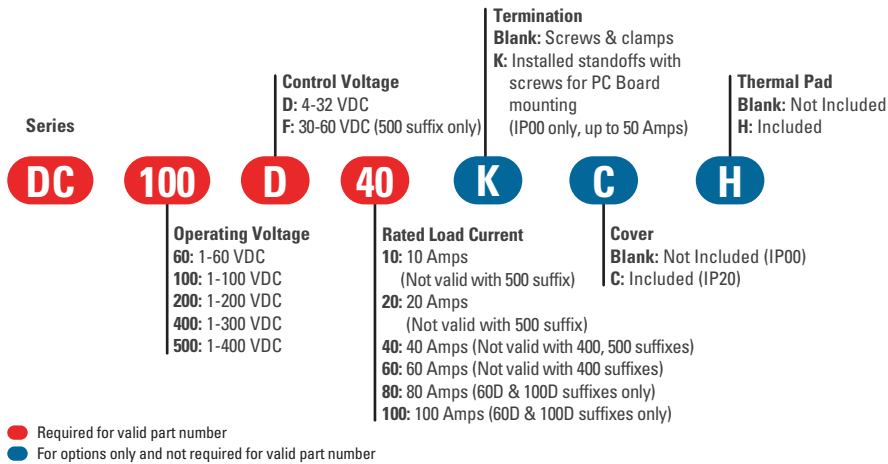 Termination
Blank: Screws & clamps
K: Installed standoffs with
screws for PC Board
mounting
(IP00 only, up to 50 Amps)
Control Voltage
D: 4-32 VDC
F: 30-60 VDC (500 suffix only)
Thermal Pad
Blank: Not Included
H: Included
Series
DC 100 D 40 K C H
Operating Voltage
60: 1-60 VDC
100: 1-100 VDC
200: 1-200 VDC
400: 1-300 VDC
500: 1-400 VDC
Rated Load Current
10: 10 Amps
(Not valid with 500 suffix)
20: 20 Amps
(Not valid with 500 suffix)
40: 40 Amps (Not valid with 400, 500 suffixes)
60: 60 Amps (Not valid with 400 suffixes)
80: 80 Amps (60D & 100D suffixes only)
100: 100 Amps (60D & 100D suffixes only)
Cover
Blank: Not Included (IP00)
C: Included (IP20)
Required for valid part number
For options only and not required for valid part number